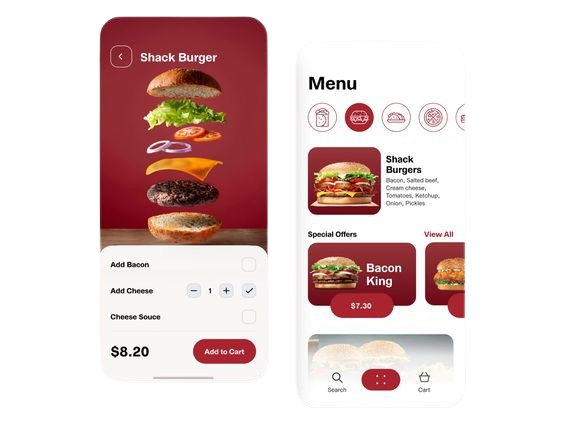 Shack Burger
Add Bacon
Add Cheese
1
Cheese Souce
$8.20
Add to Cart
Menu
Shack
Burgers
Bacon, Salted beef,
Cream cheese,
Tomatoes, Ketchup,
Onion, Pickles
Special Offers
View All
Bacon
King
$7.30
Search
Cart